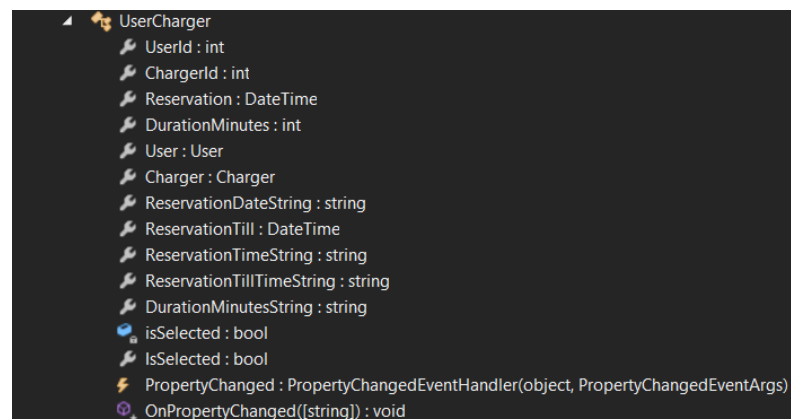 UserCharger
UserId : int
ChargerId : int
Reservation : DateTime
DurationMinutes : int
User : User
Charger : Charger
ReservationDateString : string
ReservationTill : DateTime
ReservationTimeString : string
ReservationTillTimeString : string
DurationMinutesString : string
isSelected : bool
IsSelected : bool
PropertyChanged : PropertyChangedEventHandler(object, PropertyChangedEventArgs)
OnPropertyChanged([string]) : void